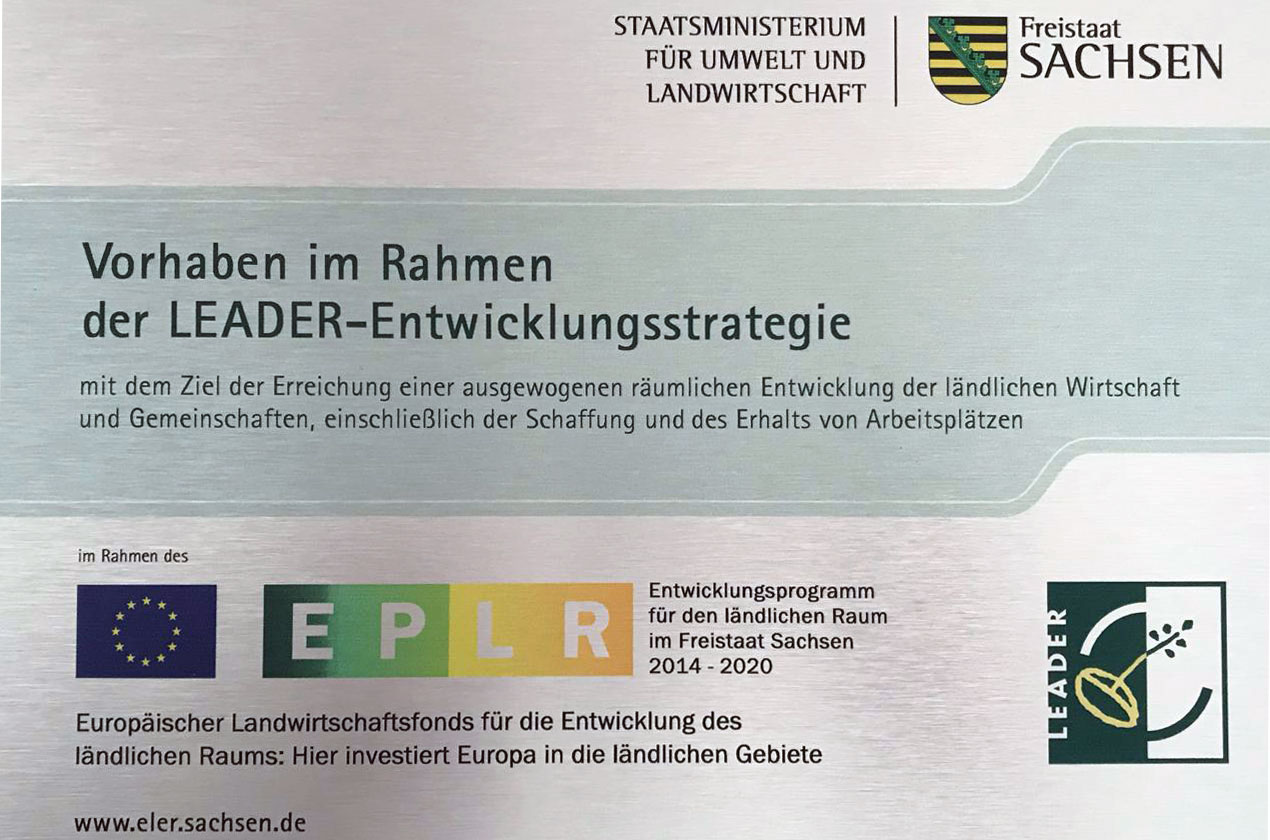 STAATSMINISTERIUM
FÜR UMWELT UND
LANDWIRTSCHAFT
Freistaat
SACHSEN
Vorhaben im Rahmen
der LEADER-Entwicklungsstrategie
mit dem Ziel der Erreichung einer ausgewogenen räumlichen Entwicklung der ländlichen Wirtschaft
und Gemeinschaften, einschließlich der Schaffung und des Erhalts von Arbeitsplätzen
im Rahmen des
EPLR
Entwicklungsprogramm
für den ländlichen Raum
im Freistaat Sachsen
2014 - 2020
LEADER
Europäischer Landwirtschaftsfonds für die Entwicklung des
ländlichen Raums: Hier investiert Europa in die ländlichen Gebiete
www.eler.sachsen.de